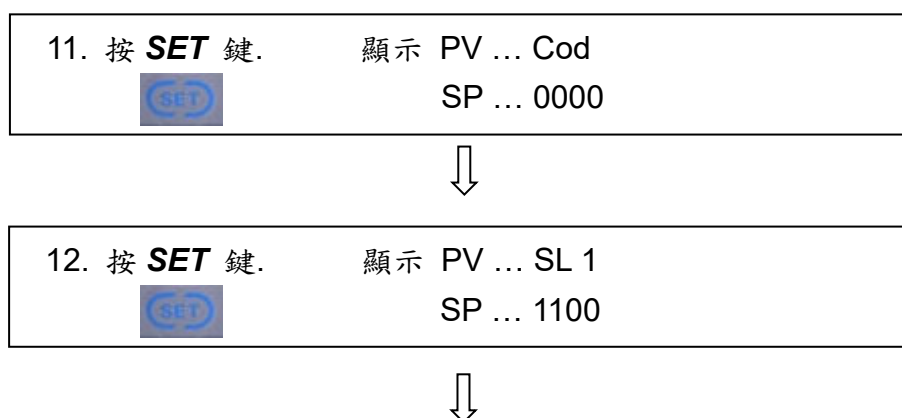 11. 按 SET 鍵. 顯示 PV … Cod
SET
SP … 0000
12. 按 SET 鍵. 顯示 PV … SL 1
SET
SP … 1100